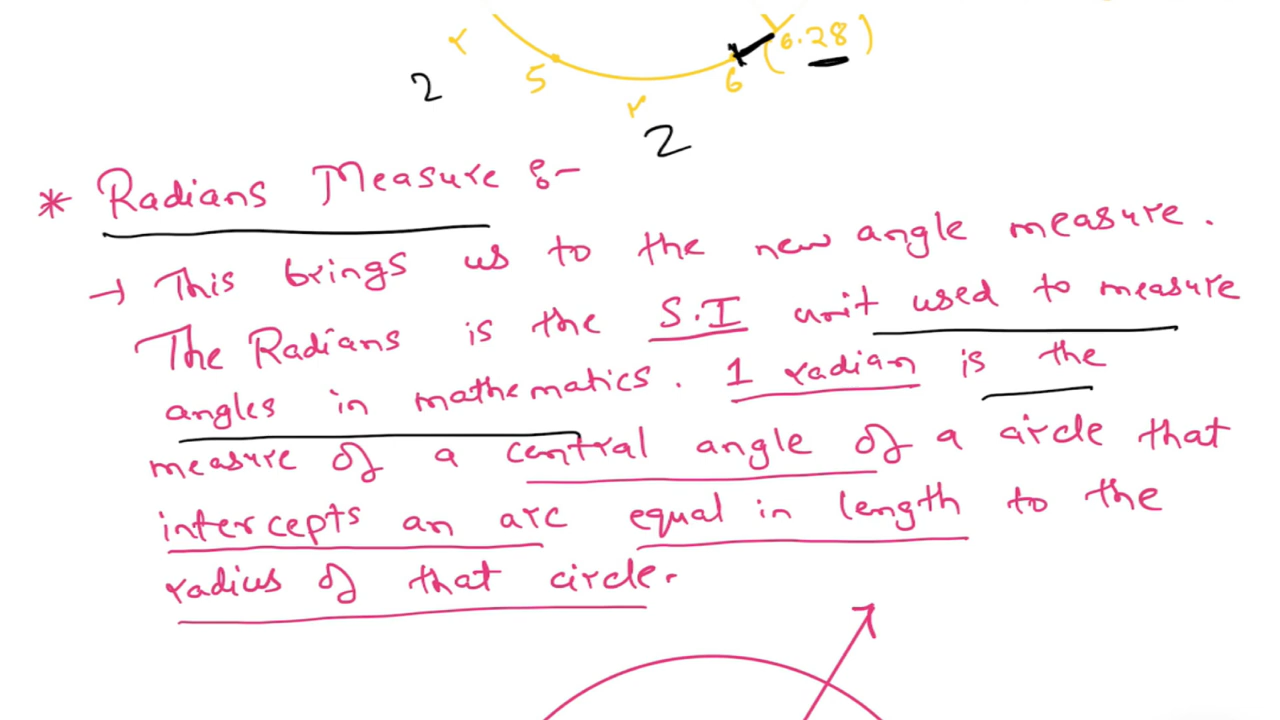 r
5
6
(6.28)
2
r
2
* Radians Measure :-
→ This brings us to the new angle measure.
The Radians is the S.I unit used to measure
angles in mathematics. 1 radian is the
measure of a central angle of a circle that
intercepts an arc equal in length to the
radius of that circle.